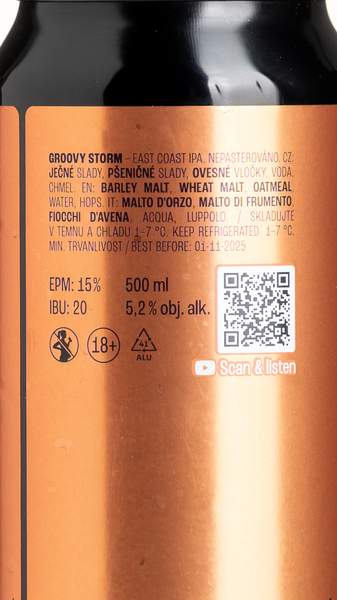 GROOVY STORM – EAST COAST IPA. NEPASTEROVÁNO. CZ:
JEČNÉ SLADY, PŠENIČNÉ SLADY, OVESNÉ VLOČKY, VODA,
CHMEL. EN: BARLEY MALT, WHEAT MALT, OATMEAL,
WATER, HOPS. IT: MALTO D'ORZO, MALTO DI FRUMENTO,
FIOCCHI D'AVENA, ACQUA, LUPPOLO. / SKLADUJTE
V TEMNU A CHLADU 1–7 °C. KEEP REFRIGERATED 1–7 °C.
MIN. TRVANLIVOST / BEST BEFORE: 01-11-2025
EPM: 15% 500 ml
IBU: 20 5,2 % obj. alk.
18+
41
ALU
Scan & listen